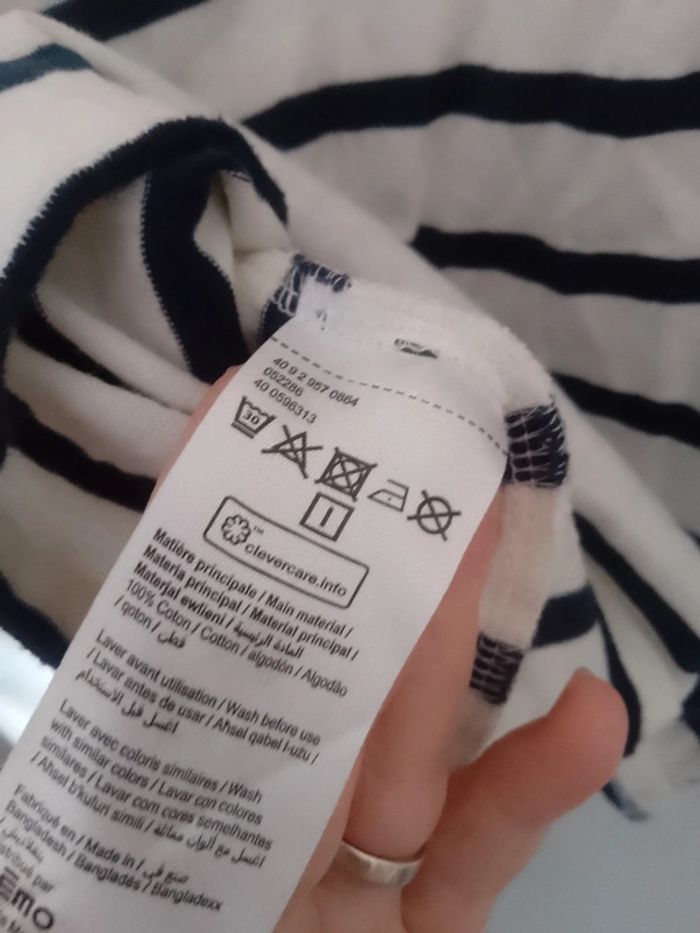 40 9 2 957 0864
052286
40 0596313
30
clevercare.info™
Matière principale / Main material /
Materia principal / Material principal /
Materjal ewlieni / المادة الرئيسية
100% Coton / Cotton / algodón / Algodão
/ qoton / قطن
Laver avant utilisation / Wash before use
/ Lavar antes de usar / Aħsel qabel l-użu /
اغسل قبل الاستخدام
Laver avec coloris similaires / Wash
with similar colors / Lavar con colores
similares / Lavar com cores semelhantes
/ Aħsel b'kuluri simili / اغسل مع ألوان مماثلة
Fabriqué en / Made in / صنع في
Bangladesh / Bangladés / Bangladexx
/ بنغلاديش
par
émo